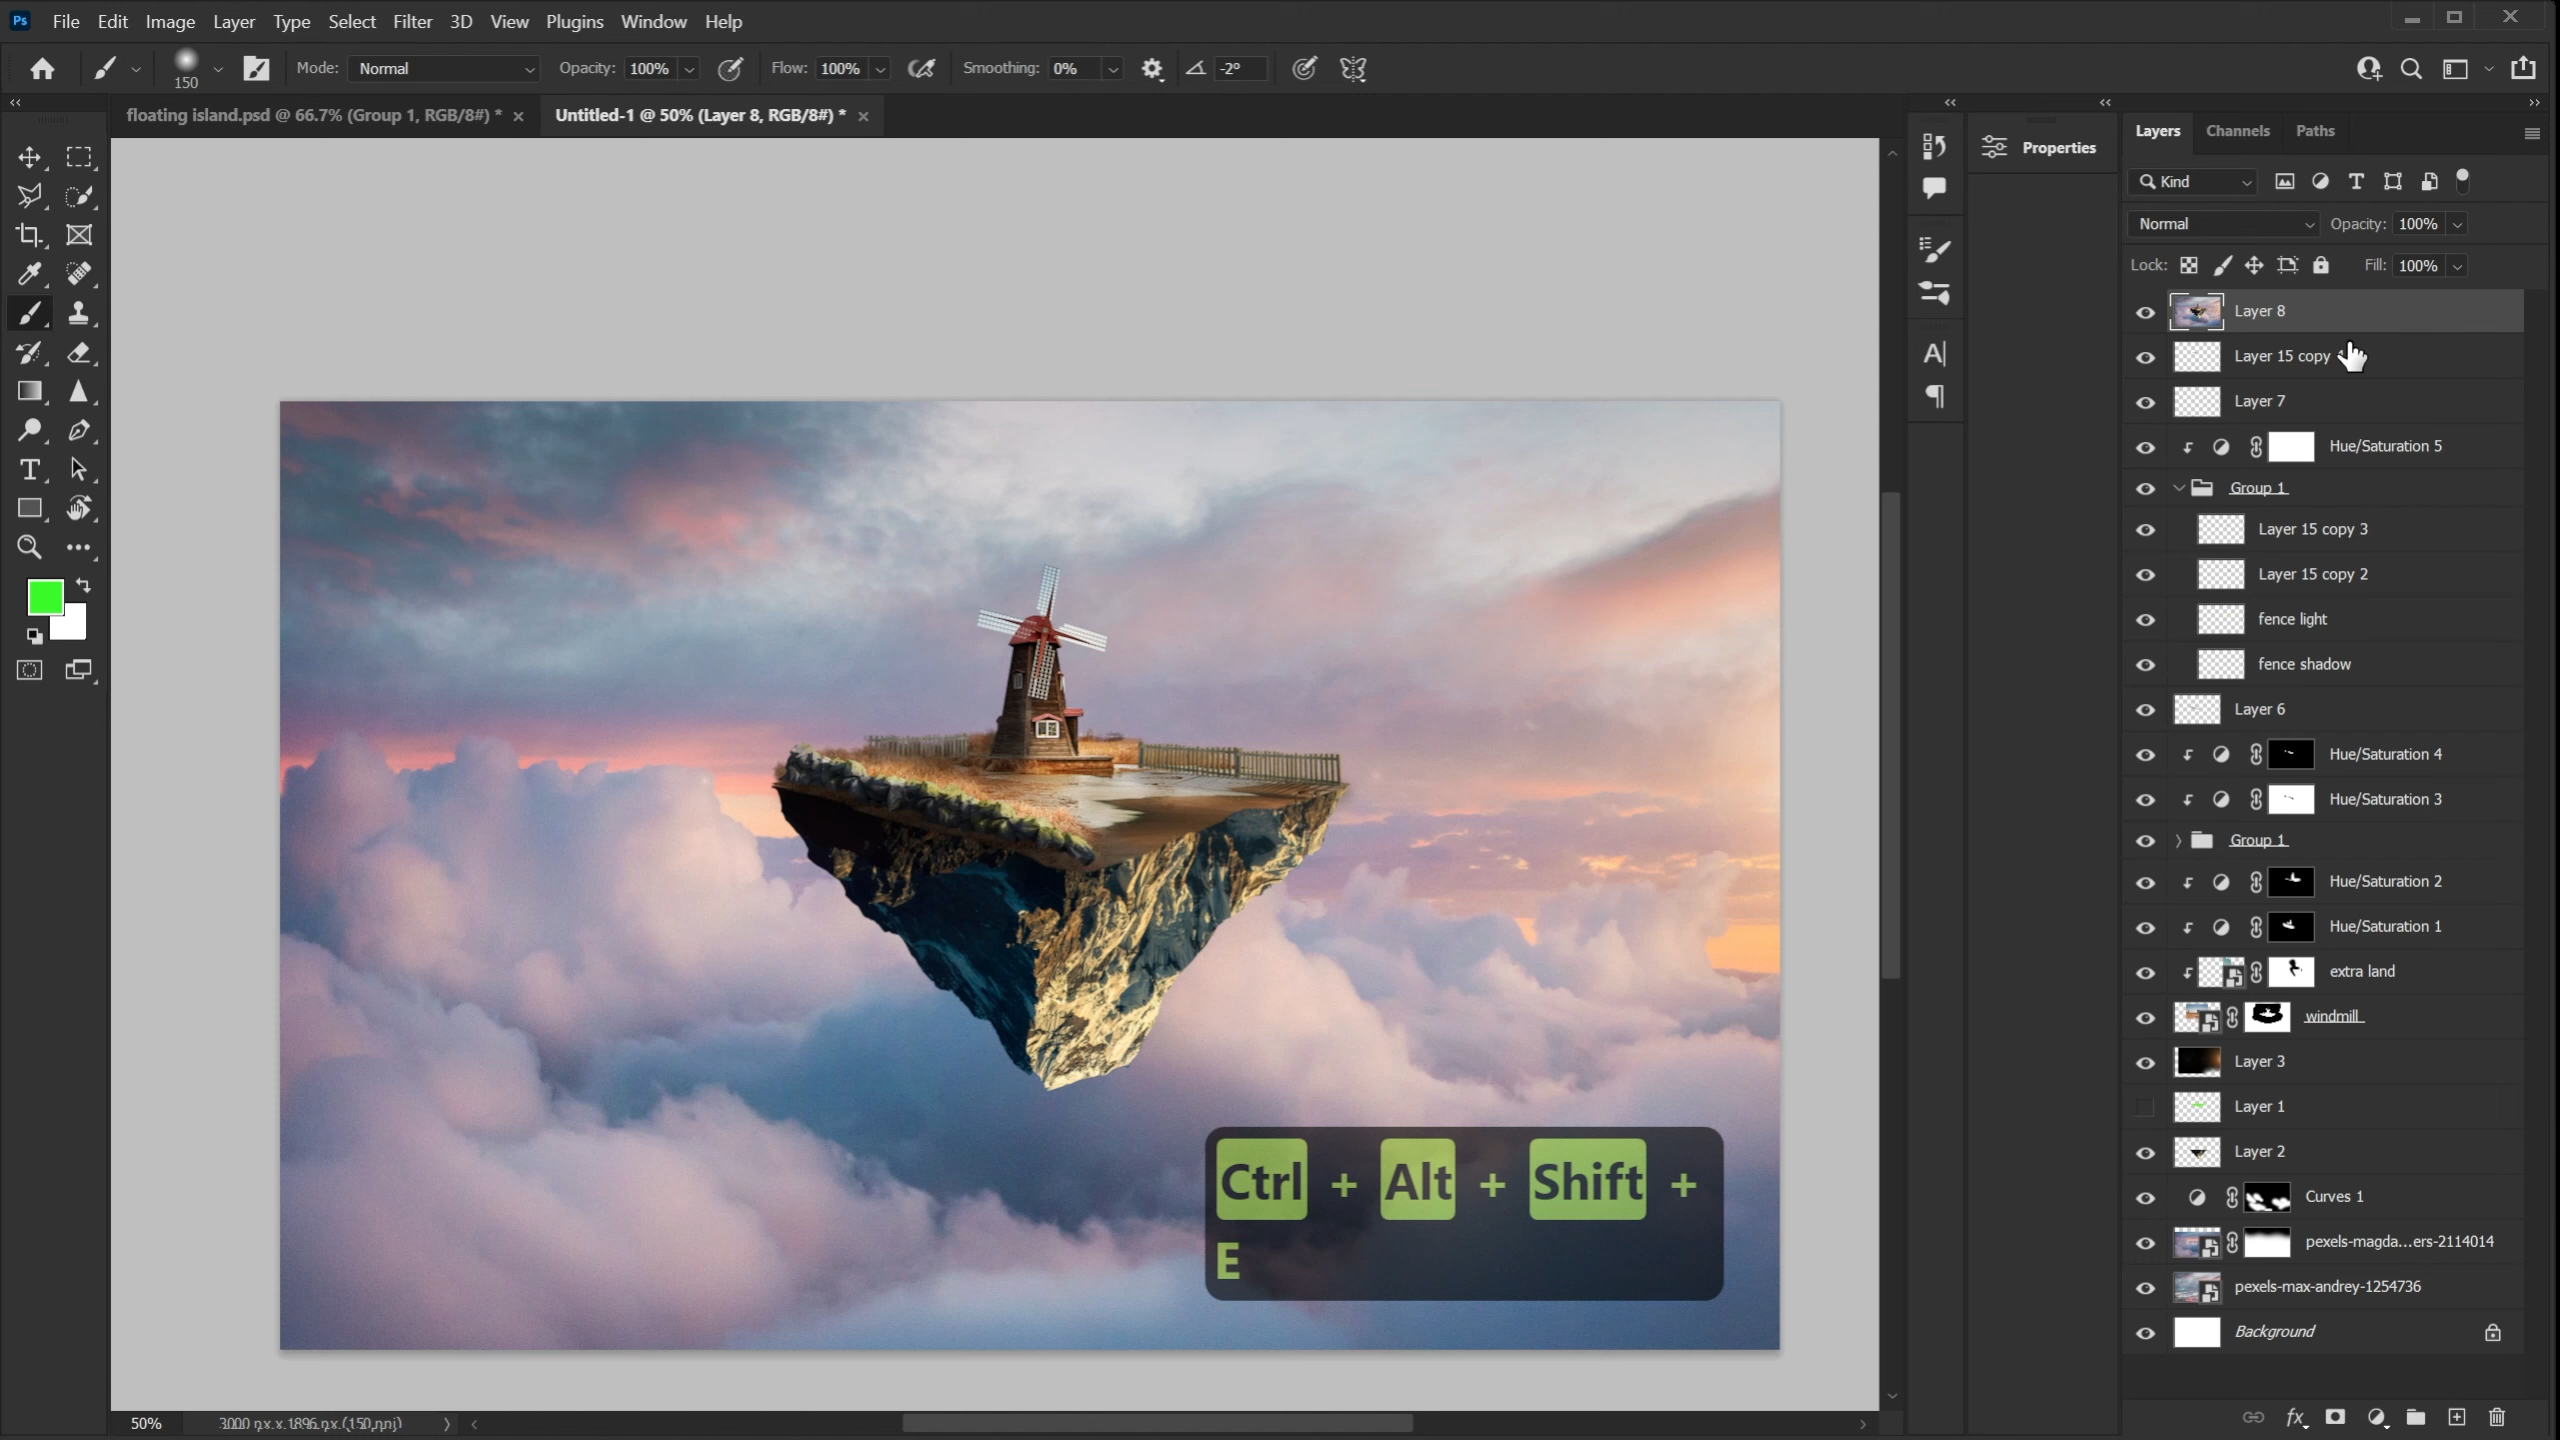 Ps File Edit Image Layer Type Select Filter 3D View Plugins Window Help
150 Mode: Normal Opacity: 100% Flow: 100% Smoothing: 0% -2°
floating island.psd @ 66.7% (Group 1, RGB/8#) * Untitled-1 @ 50% (Layer 8, RGB/8#) *
Properties
Layers Channels Paths
Kind
Normal Opacity: 100%
Lock: Fill: 100%
Layer 8
Layer 15 copy
Layer 7
Hue/Saturation 5
Group 1
Layer 15 copy 3
Layer 15 copy 2
fence light
fence shadow
Layer 6
Hue/Saturation 4
Hue/Saturation 3
Group 1
Hue/Saturation 2
Hue/Saturation 1
extra land
windmill
Layer 3
Layer 1
Layer 2
Curves 1
pexels-magda...ers-2114014
pexels-max-andrey-1254736
Background
Ctrl + Alt + Shift +
E
50% 3000 px x 1896 px (150 ppi)